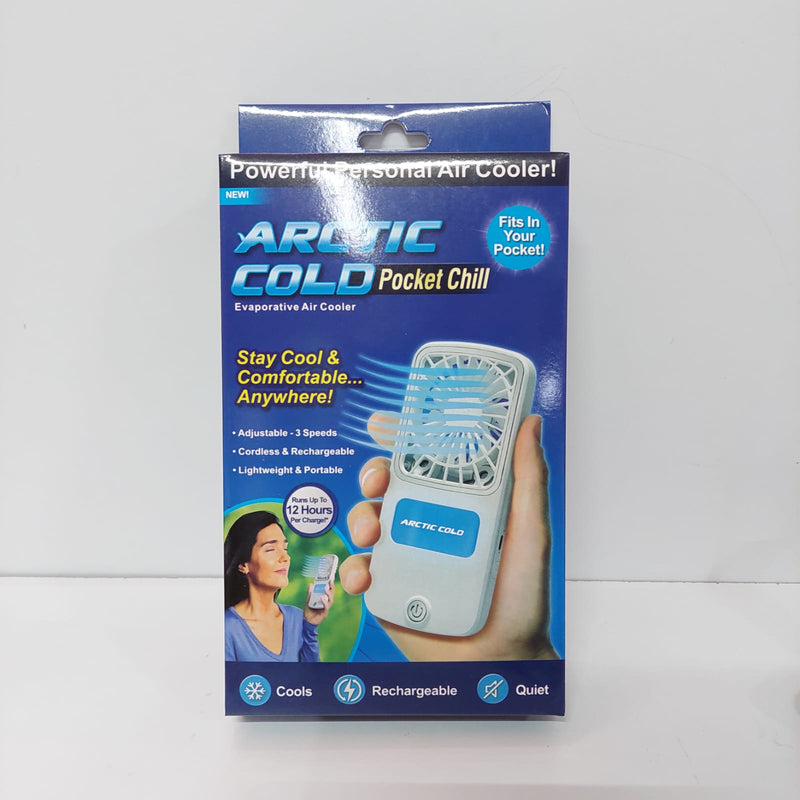 Powerful Personal Air Cooler!
NEW!
ARCTIC
COLD Pocket Chill
Evaporative Air Cooler
Fits In
Your
Pocket!
Stay Cool &
Comfortable...
Anywhere!
• Adjustable - 3 Speeds
• Cordless & Rechargeable
• Lightweight & Portable
Runs Up To
12 Hours
Per Charge!*
ARCTIC COLD
Cools
Rechargeable
Quiet